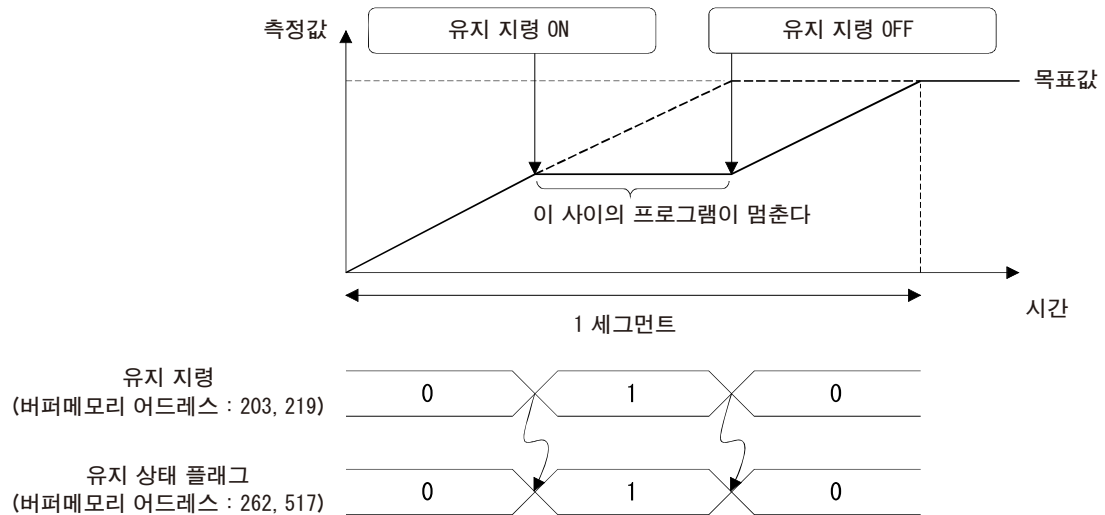 측정값
유지 지령 ON
유지 지령 OFF
목표값
이 사이의 프로그램이 멈춘다
시간
1 세그먼트
유지 지령
(버퍼메모리 어드레스 : 203, 219)
0
1
0
유지 상태 플래그
(버퍼메모리 어드레스 : 262, 517)
0
1
0